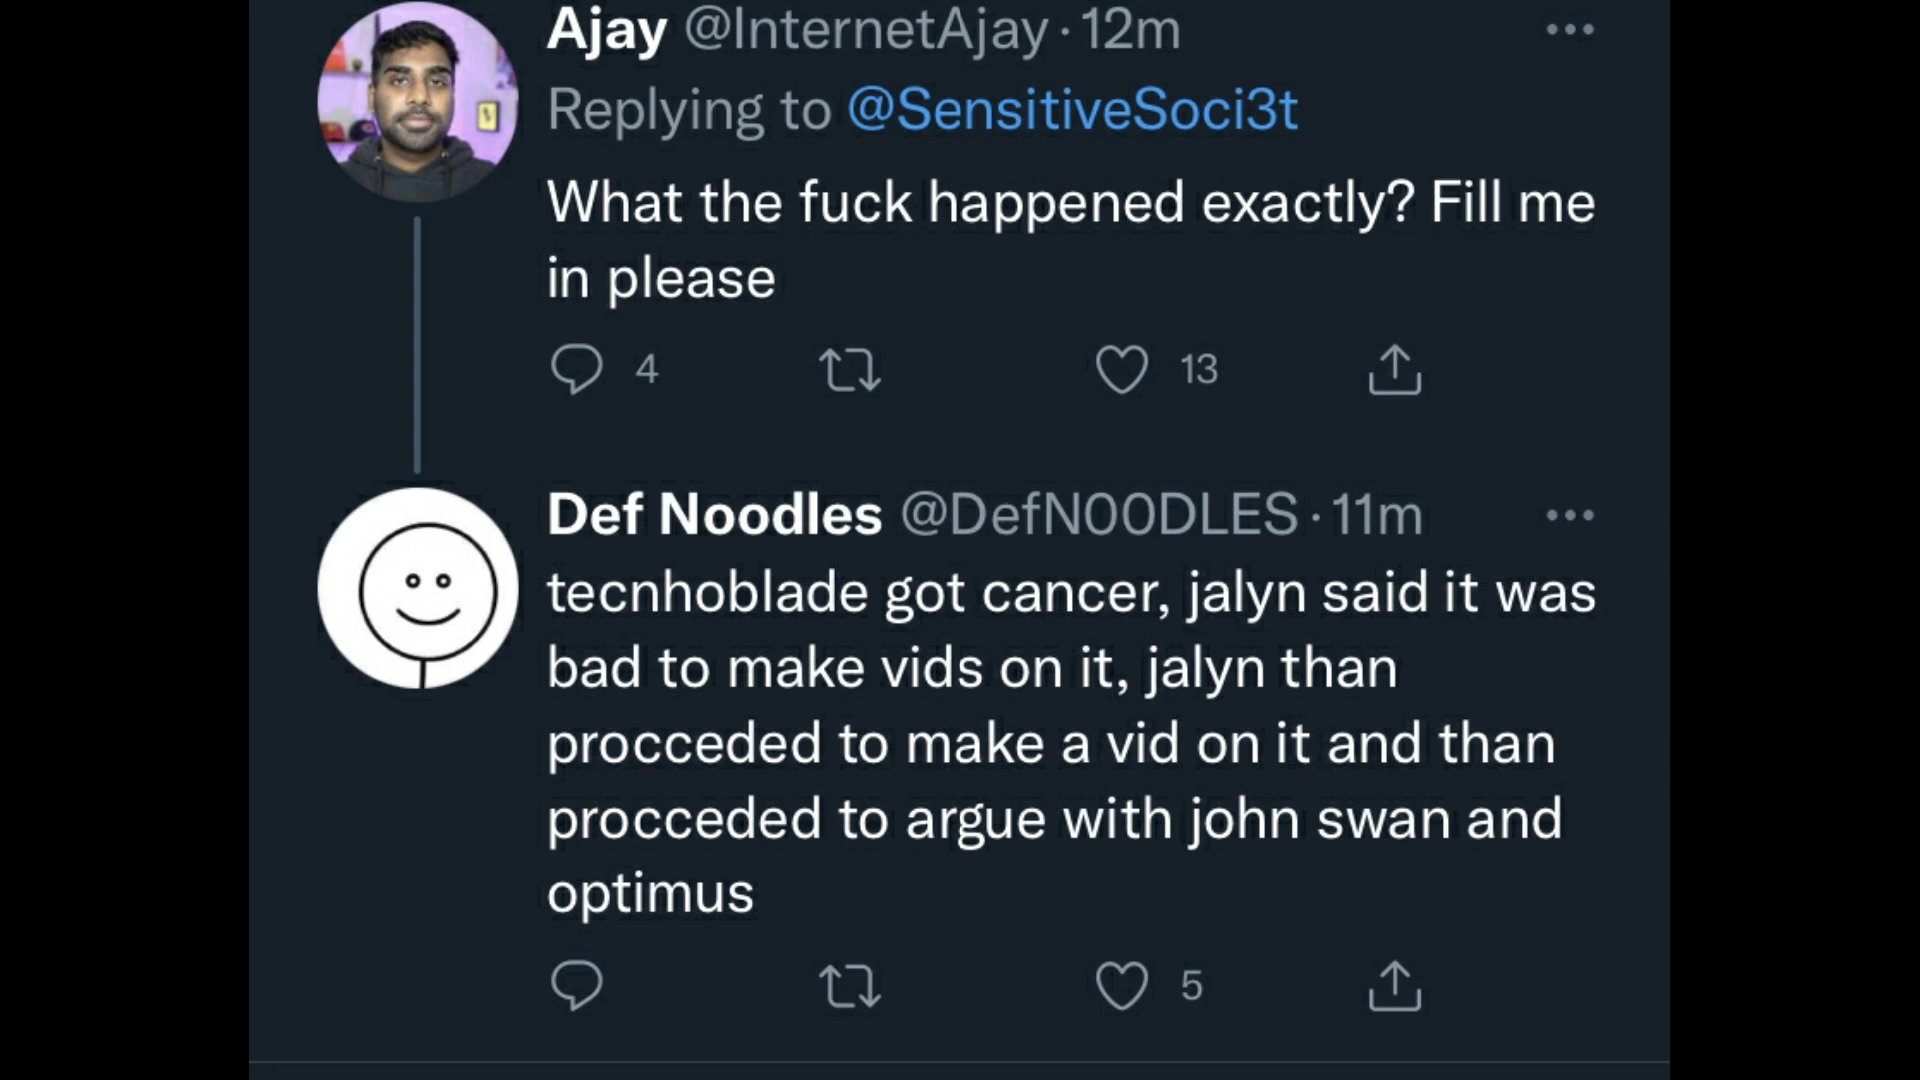 Ajay @InternetAjay · 12m
Replying to @SensitiveSoci3t
What the fuck happened exactly? Fill me
in please
4 13
Def Noodles @DefN00DLES · 11m
tecnhoblade got cancer, jalyn said it was
bad to make vids on it, jalyn than
procceded to make a vid on it and than
procceded to argue with john swan and
optimus
5